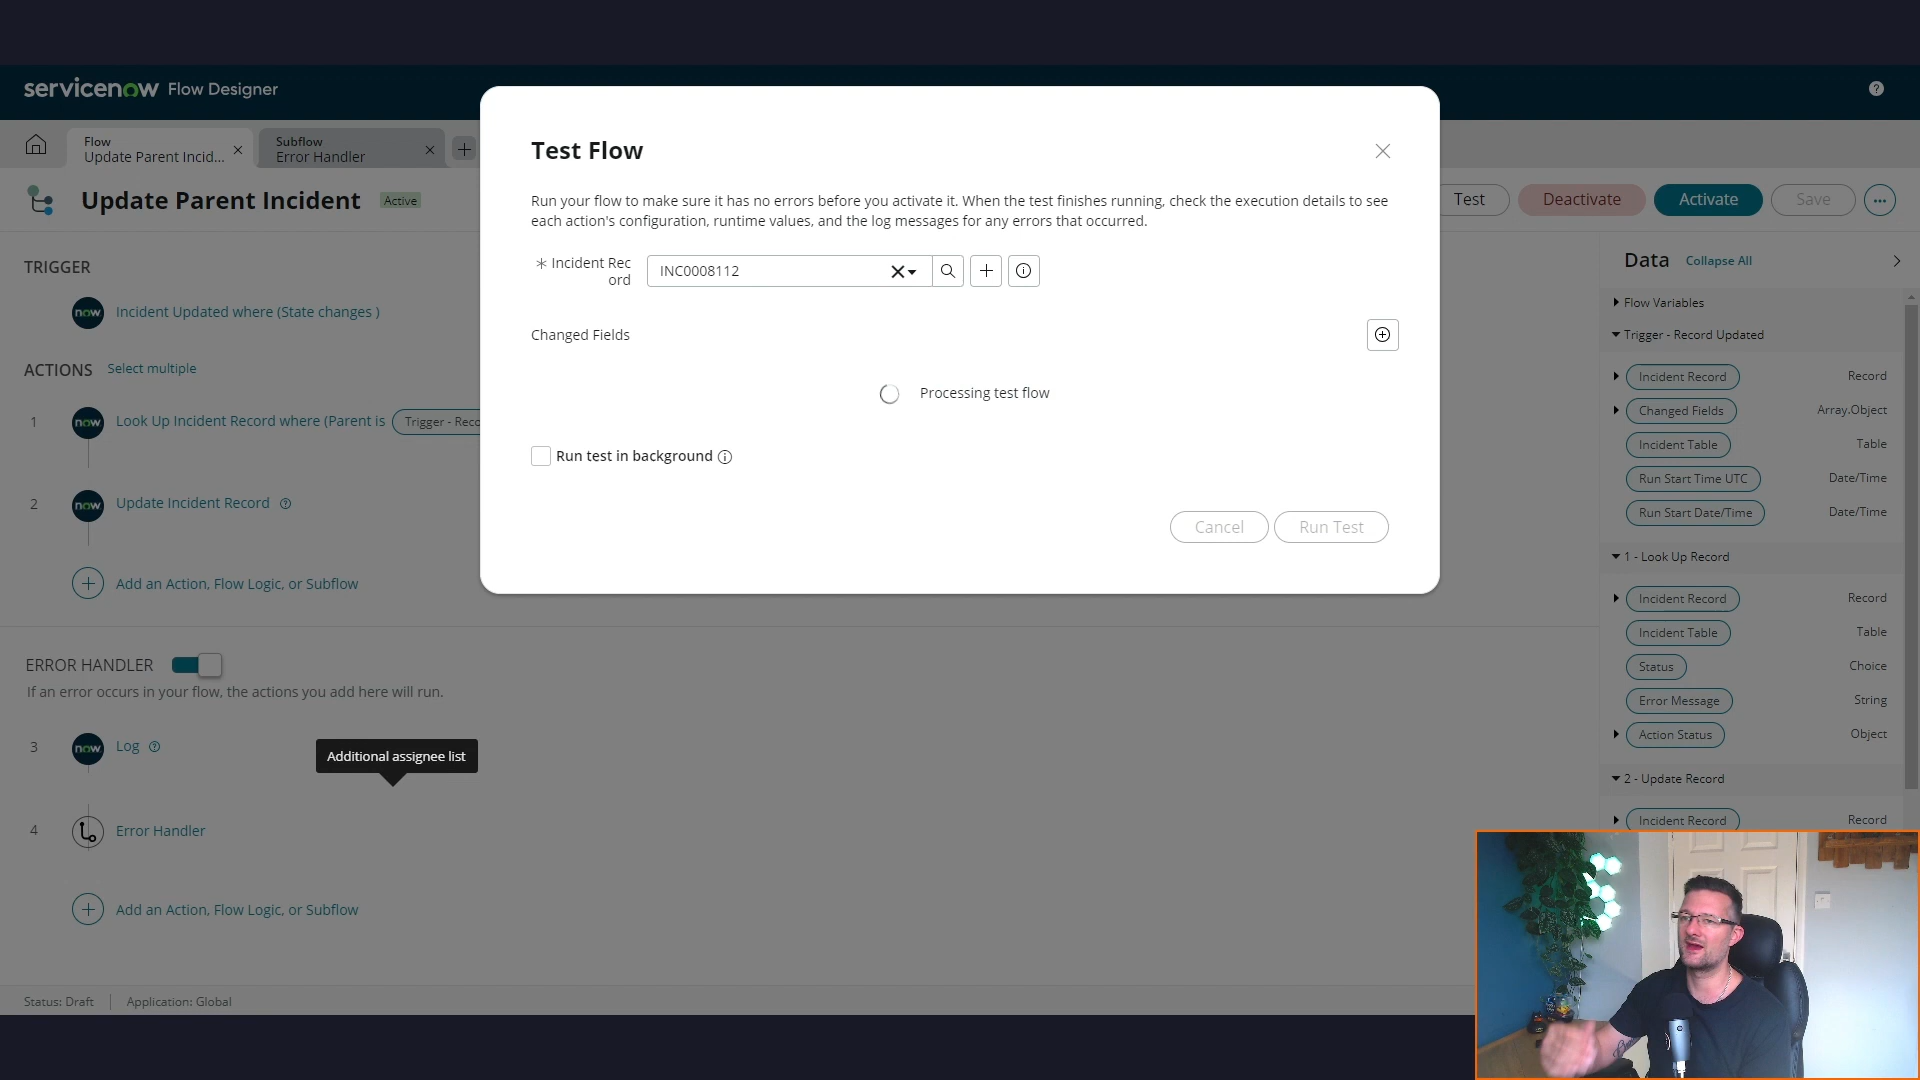 servicenow Flow Designer
Flow
Update Parent Incid...
Subflow
Error Handler
Update Parent Incident
Active
Test
Deactivate
Activate
Save
TRIGGER
now
Incident Updated where (State changes )
ACTIONS
Select multiple
1
now
Look Up Incident Record where (Parent is
Trigger - Reco
2
now
Update Incident Record
Add an Action, Flow Logic, or Subflow
ERROR HANDLER
If an error occurs in your flow, the actions you add here will run.
3
now
Log
Additional assignee list
4
Error Handler
Add an Action, Flow Logic, or Subflow
Status: Draft
Application: Global
Test Flow
Run your flow to make sure it has no errors before you activate it. When the test finishes running, check the execution details to see
each action's configuration, runtime values, and the log messages for any errors that occurred.
* Incident Rec
ord
INC0008112
Changed Fields
Processing test flow
Run test in background
Cancel
Run Test
Data
Collapse All
Flow Variables
Trigger - Record Updated
Incident Record
Record
Changed Fields
Array.Object
Incident Table
Table
Run Start Time UTC
Date/Time
Run Start Date/Time
Date/Time
1 - Look Up Record
Incident Record
Record
Incident Table
Table
Status
Choice
Error Message
String
Action Status
Object
2 - Update Record
Incident Record
Record